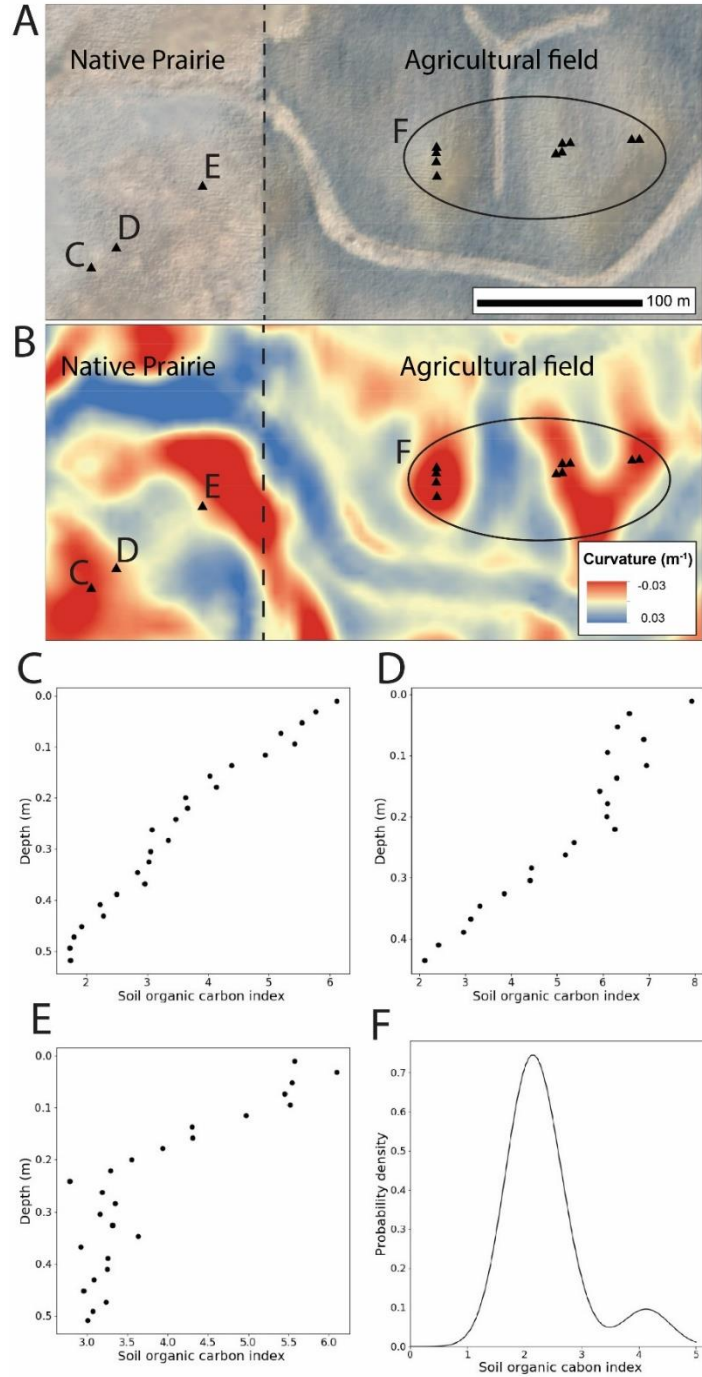 A
Native Prairie Agricultural field
F
E
D
C
100 m
B
Native Prairie Agricultural field
F
E
D
C
Curvature (m-1)
-0.03
0.03
C
0.0
0.1
0.2
0.3
0.4
0.5
Depth (m)
2 3 4 5 6
Soil organic carbon index
D
0.0
0.1
0.2
0.3
0.4
Depth (m)
2 3 4 5 6 7 8
Soil organic carbon index
E
0.0
0.1
0.2
0.3
0.4
0.5
Depth (m)
3.0 3.5 4.0 4.5 5.0 5.5 6.0
Soil organic carbon index
F
0.7
0.6
0.5
0.4
0.3
0.2
0.1
0.0
Probability density
0 1 2 3 4 5
Soil organic cabon index